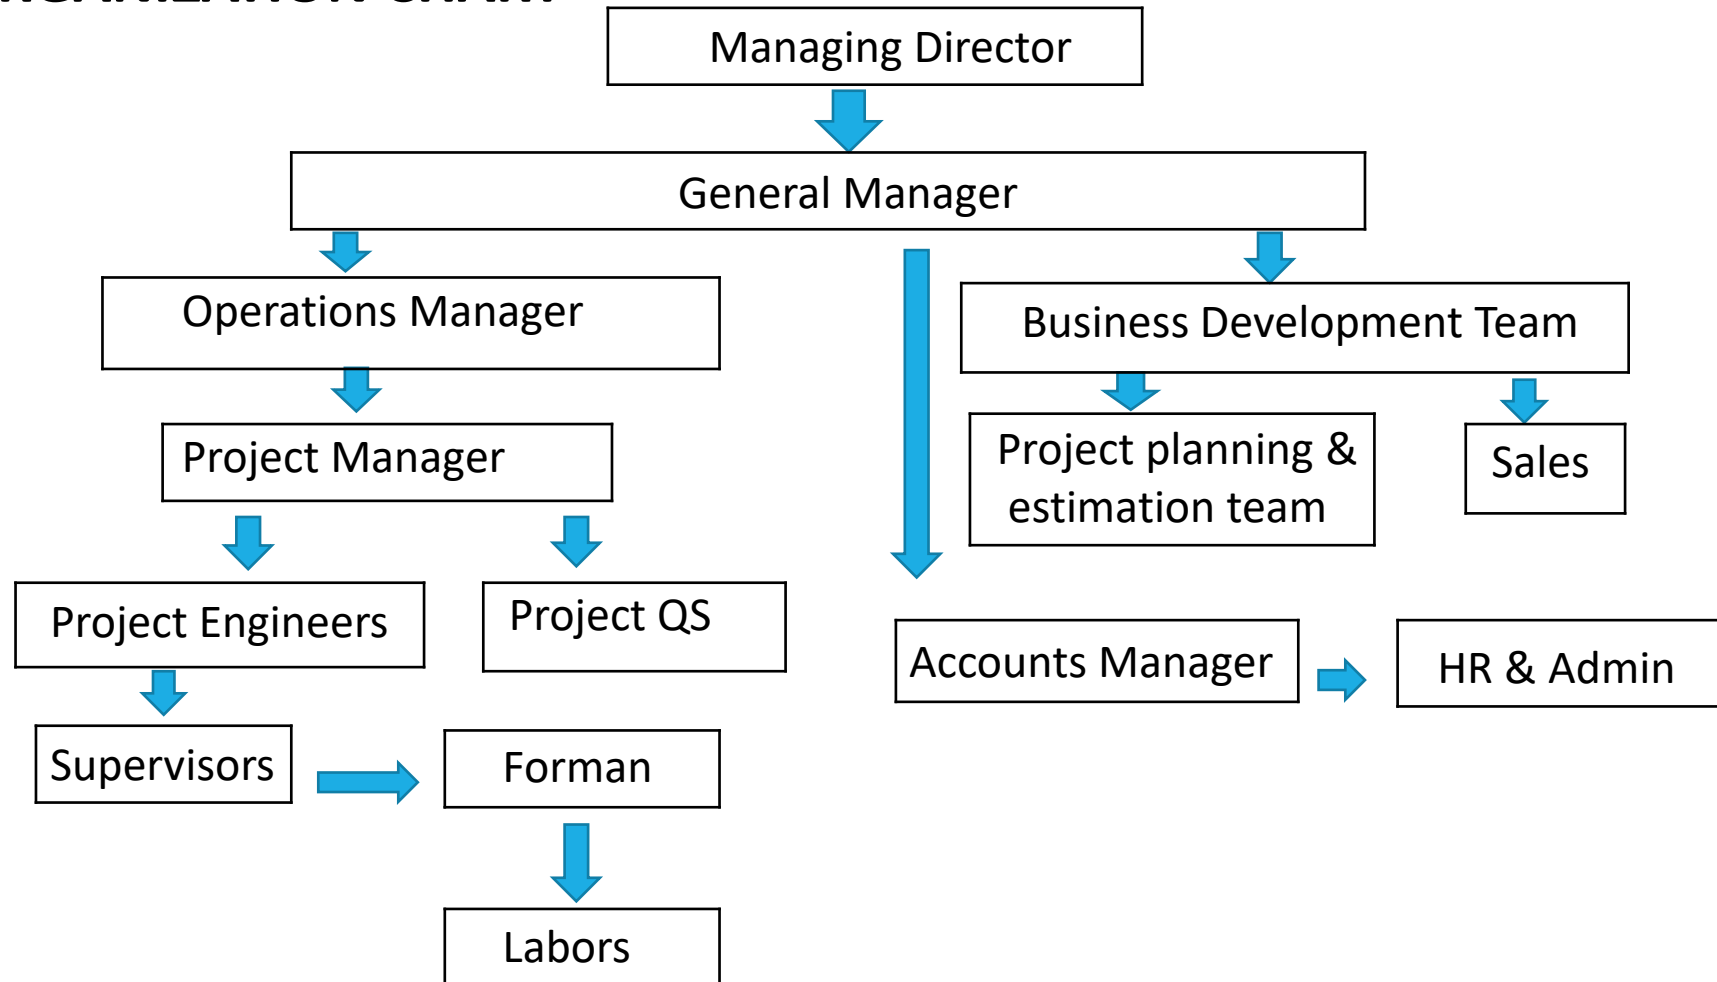 Managing Director
General Manager
Operations Manager
Business Development Team
Project Manager
Project planning &
estimation team
Sales
Project Engineers
Project QS
Accounts Manager
HR & Admin
Supervisors
Forman
Labors